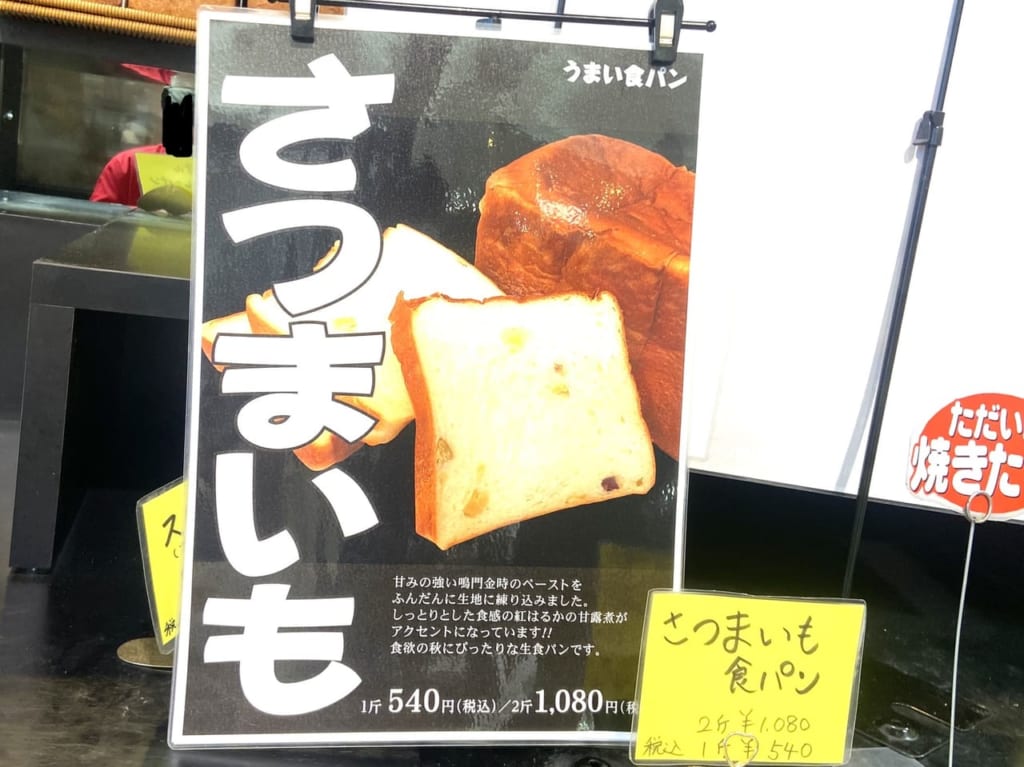 さつまいも
うまい食パン
甘みの強い鳴門金時のペーストを
ふんだんに生地に練り込みました。
しっとりとした食感の紅はるかの甘露煮が
アクセントになっています!!
食欲の秋にぴったりな生食パンです。
1斤 540円(税込)/2斤1,080円(税
さつまいも
食パン
2斤 ¥1.080
税込 1斤 ¥540
ただい
焼きた
ス
税